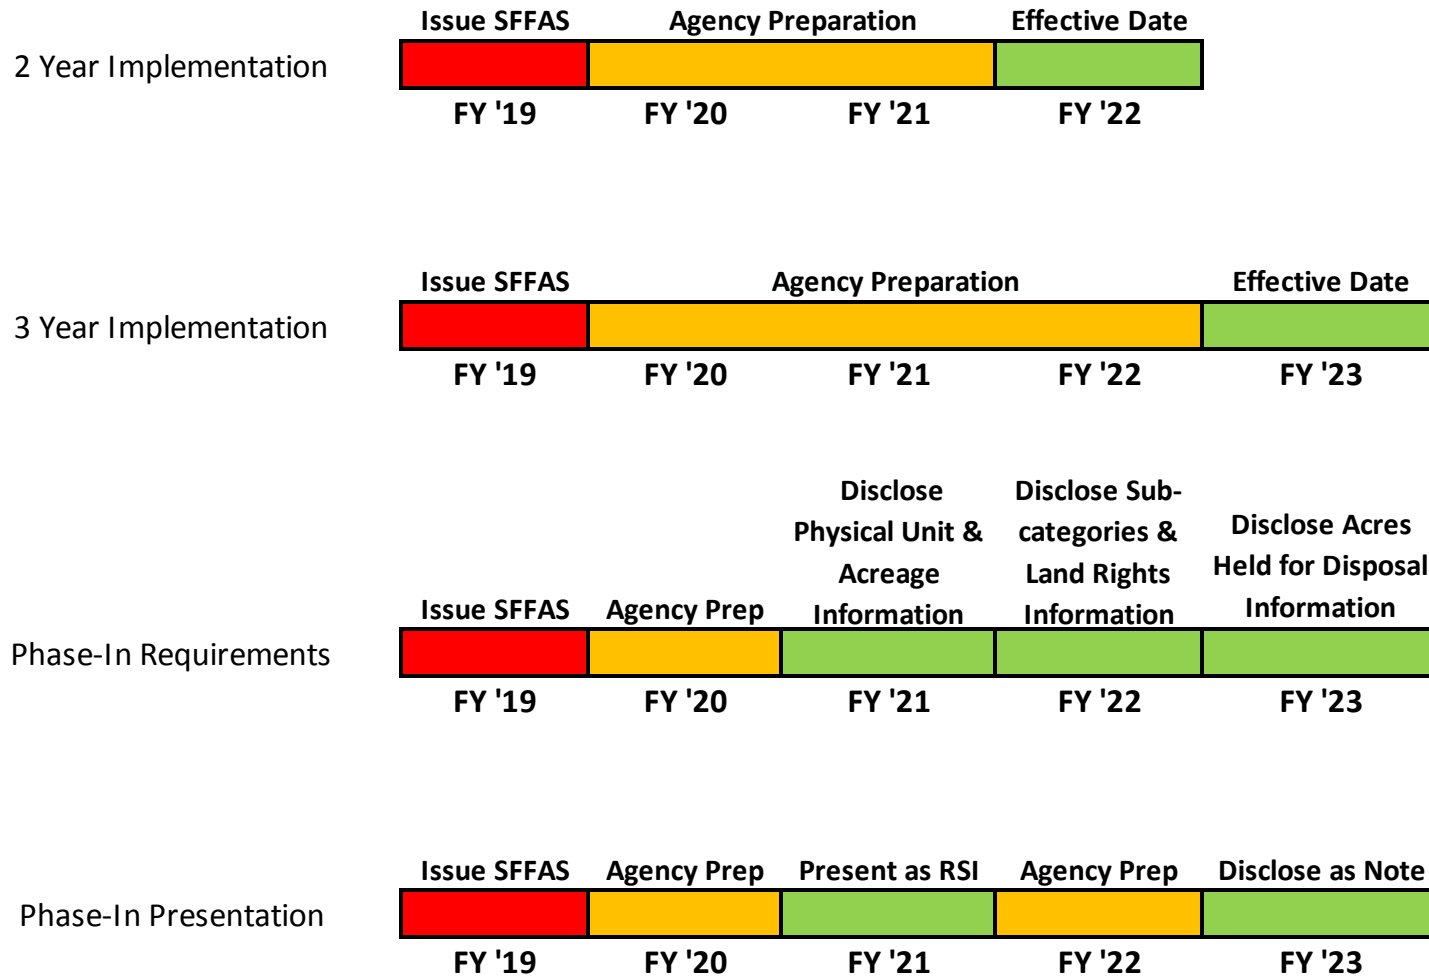 Issue SFFAS Agency Preparation Effective Date
2 Year Implementation
FY '19 FY '20 FY '21 FY '22
Issue SFFAS Agency Preparation Effective Date
3 Year Implementation
FY '19 FY '20 FY '21 FY '22 FY '23
Issue SFFAS
Agency Prep
Disclose
Physical Unit &
Acreage
Information
Disclose Sub-
categories &
Land Rights
Information
Disclose Acres
Held for Disposal
Information
Phase-In Requirements
FY '19 FY '20 FY '21 FY '22 FY '23
Issue SFFAS Agency Prep Present as RSI Agency Prep Disclose as Note
Phase-In Presentation
FY '19 FY '20 FY '21 FY '22 FY '23